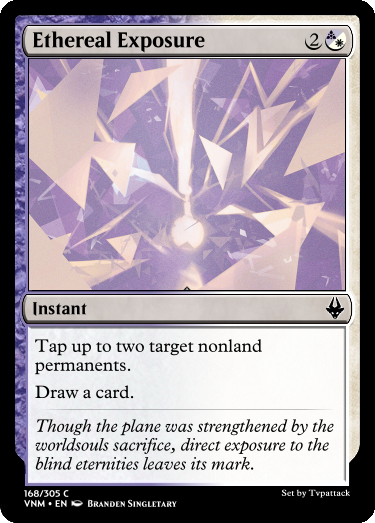 Ethereal Exposure 2
Instant
Tap up to two target nonland
permanents.
Draw a card.
Though the plane was strengthened by the
worldsouls sacrifice, direct exposure to the
blind eternities leaves its mark.
168/305 C
VNM • EN Branden Singletary
Set by Tvpattack